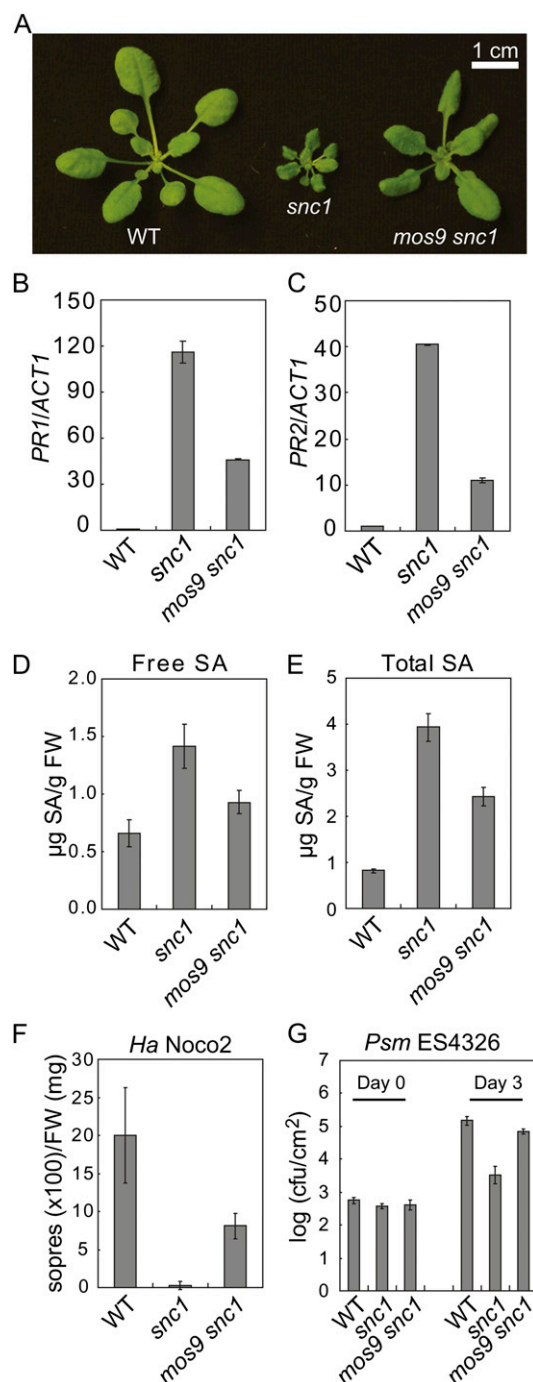 A
1 cm
WT
snc1
mos9 snc1
B
PR1/ACT1
150
120
90
60
30
0
WT
snc1
mos9 snc1
C
PR2/ACT1
50
40
30
20
10
0
WT
snc1
mos9 snc1
D
Free SA
µg SA/g FW
2.0
1.5
1.0
0.5
0.0
WT
snc1
mos9 snc1
E
Total SA
µg SA/g FW
5
4
3
2
1
0
WT
snc1
mos9 snc1
F
Ha Noco2
sopres (x100)/FW (mg)
30
25
20
15
10
5
0
WT
snc1
mos9 snc1
G
Psm ES4326
log (cfu/cm²)
7
6
5
4
3
2
1
0
Day 0
Day 3
WT
snc1
mos9 snc1
WT
snc1
mos9 snc1